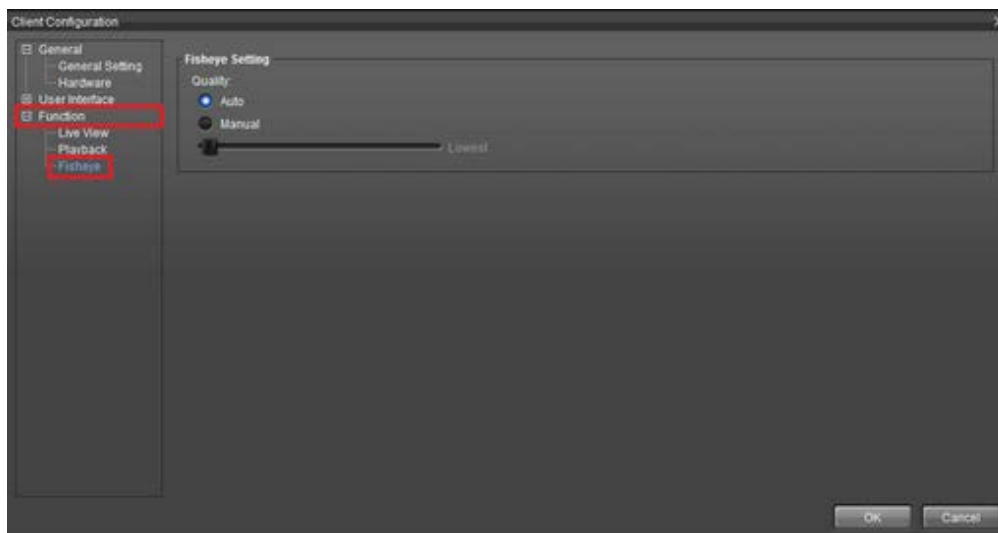 Client Configuration
General
General Setting
Hardware
User Interface
Function
Live View
Playback
Fisheye
Fisheye Setting
Quality:
Auto
Manual
Lowest
OK
Cancel